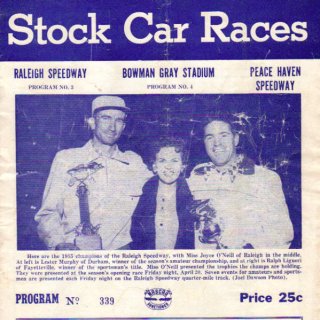 Stock Car Races
RALEIGH SPEEDWAY BOWMAN GRAY STADIUM PEACE HAVEN
SPEEDWAY
PROGRAM NO. 3 PROGRAM NO. 4
Here are the 1955 champions of the Raleigh Speedway, with Miss Joyce O'Neil of Raleigh in the middle.
At left is Lester Murphy of Durham, winner of the season's amateur championship, and at right is Ralph Liguori
of Fayetteville, winner of the sportsman's title. Miss O'Neill presented the trophies the champs are holding.
They were presented at the season's opening race Friday night, April 20. Seven events for amateurs and sports-
men are presented each Friday night on the Raleigh Speedway quarter-mile track. (Joel Dawson Photo).
PROGRAM Nº 339 Price 25c